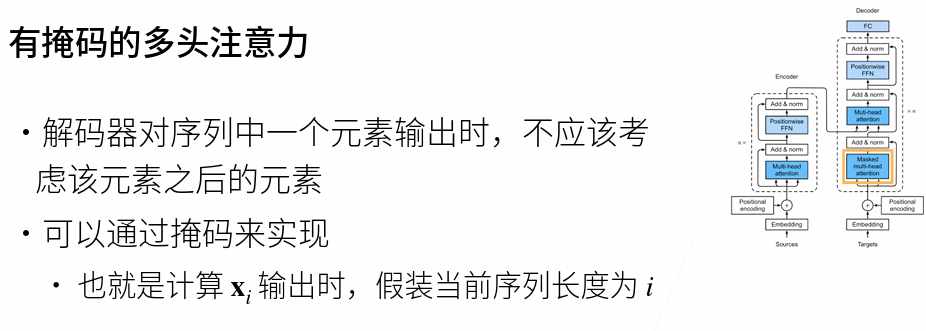 有掩码的多头注意力
• 解码器对序列中一个元素输出时，不应该考
虑该元素之后的元素
• 可以通过掩码来实现
• 也就是计算 xᵢ 输出时，假装当前序列长度为 i
Encoder
Add & norm
Positionwise
FFN
n×
Add & norm
Multi-head
attention
Positional
encoding
+
Embedding
Sources
Decoder
FC
Add & norm
Positionwise
FFN
Add & norm
Muti-head
attention
n×
Add & norm
Masked
multi-head
attention
+
Positional
encoding
Embedding
Targets